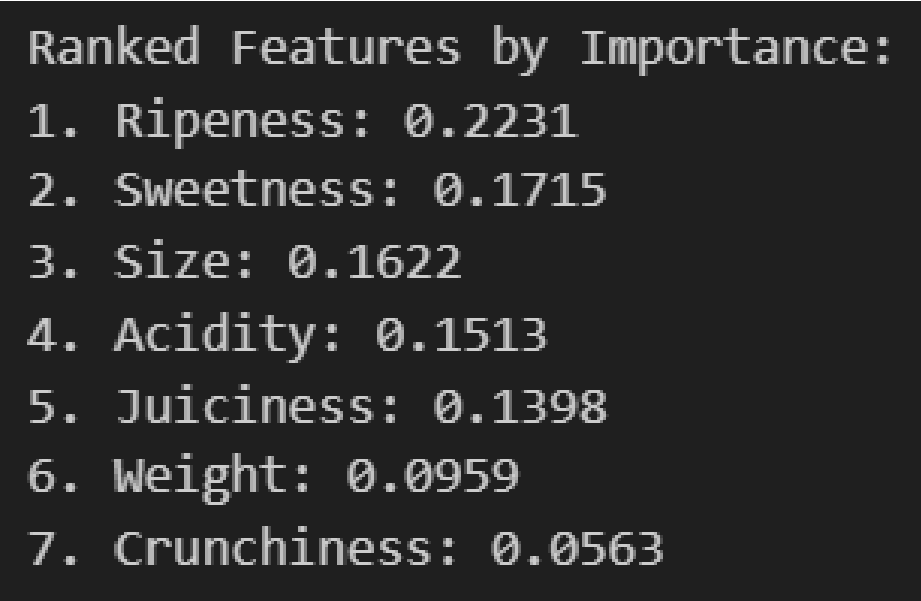 Ranked Features by Importance:
1. Ripeness: 0.2231
2. Sweetness: 0.1715
3. Size: 0.1622
4. Acidity: 0.1513
5. Juiciness: 0.1398
6. Weight: 0.0959
7. Crunchiness: 0.0563